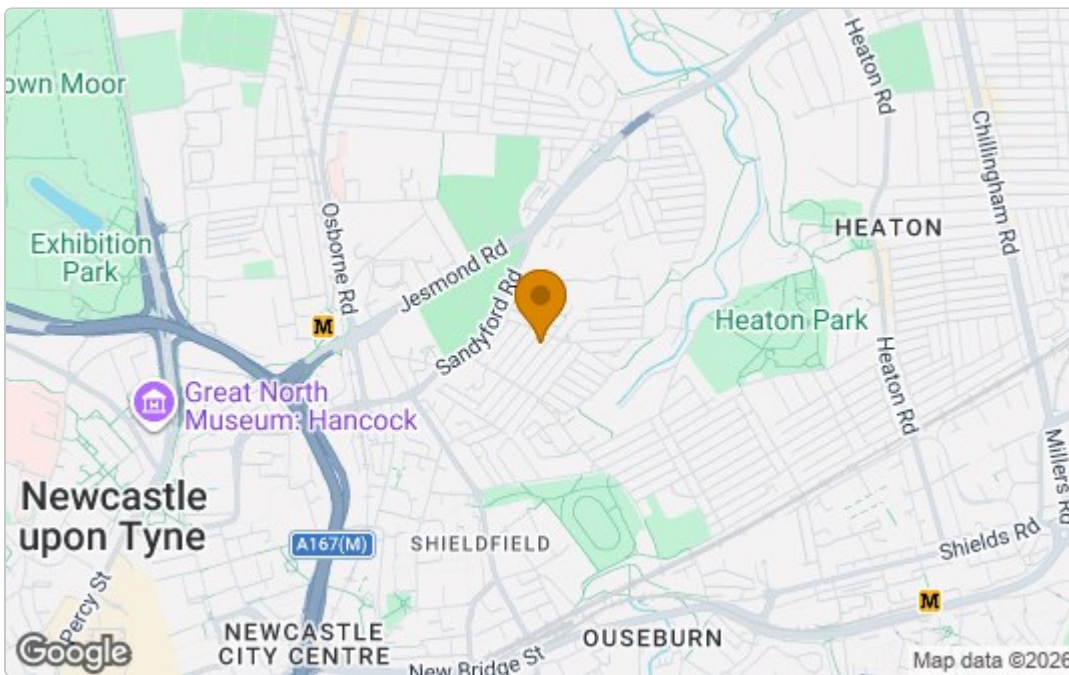 own Moor
Exhibition
Park
Osborne Rd
Jesmond Rd
Sandyford Rd
Heaton Rd
Chillingham Rd
HEATON
Heaton Park
Heaton Rd
M
Great North
Museum: Hancock
Newcastle
upon Tyne
A167(M)
SHIELDFIELD
Millers Rd
Shields Rd
M
Percy St
NEWCASTLE
CITY CENTRE
OUSEBURN
New Bridge St
Google
Map data ©2026